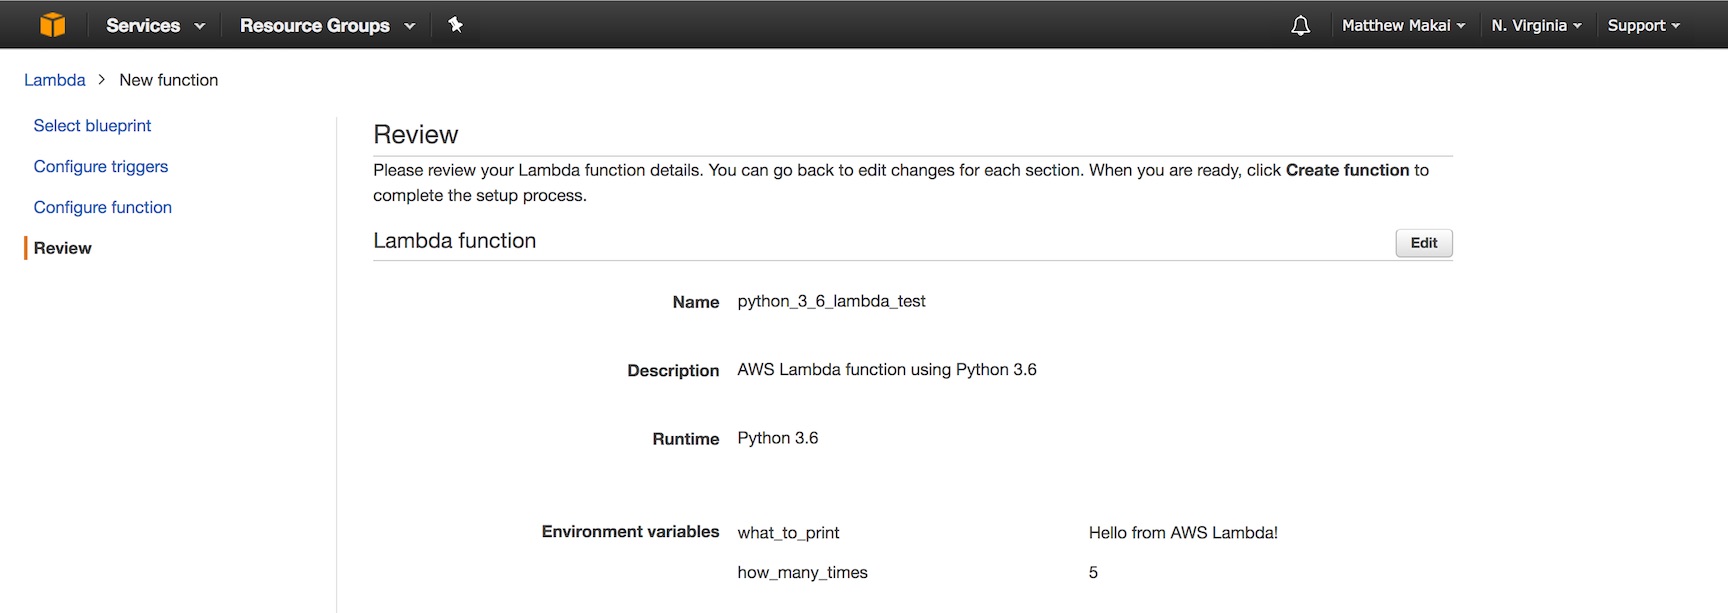 Services Resource Groups Matthew Makai N. Virginia Support
Lambda > New function
Select blueprint
Configure triggers
Configure function
Review
Review
Please review your Lambda function details. You can go back to edit changes for each section. When you are ready, click Create function to
complete the setup process.
Lambda function Edit
Name python_3_6_lambda_test
Description AWS Lambda function using Python 3.6
Runtime Python 3.6
Environment variables what_to_print Hello from AWS Lambda!
how_many_times 5